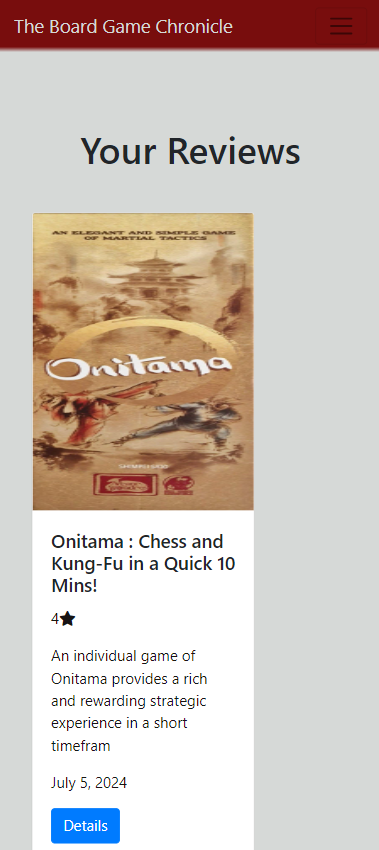 The Board Game Chronicle
Your Reviews
AN ELEGANT AND SIMPLE GAME
OF MARTIAL TACTICS
Onitama
Onitama : Chess and
Kung-Fu in a Quick 10
Mins!
4
An individual game of
Onitama provides a rich
and rewarding strategic
experience in a short
timefram
July 5, 2024
Details